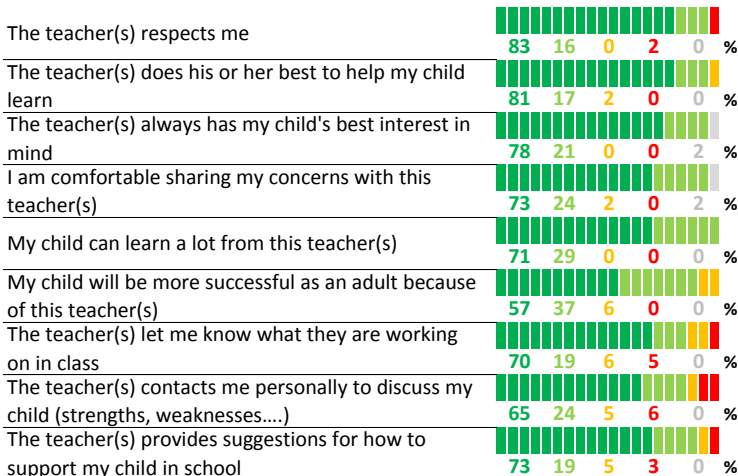 The teacher(s) respects me
83 16 0 2 0 %
The teacher(s) does his or her best to help my child
learn
81 17 2 0 0 %
The teacher(s) always has my child's best interest in
mind
78 21 0 0 2 %
I am comfortable sharing my concerns with this
teacher(s)
73 24 2 0 2 %
My child can learn a lot from this teacher(s)
71 29 0 0 0 %
My child will be more successful as an adult because
of this teacher(s)
57 37 6 0 0 %
The teacher(s) let me know what they are working
on in class
70 19 6 5 0 %
The teacher(s) contacts me personally to discuss my
child (strengths, weaknesses....)
65 24 5 6 0 %
The teacher(s) provides suggestions for how to
support my child in school
73 19 5 3 0 %